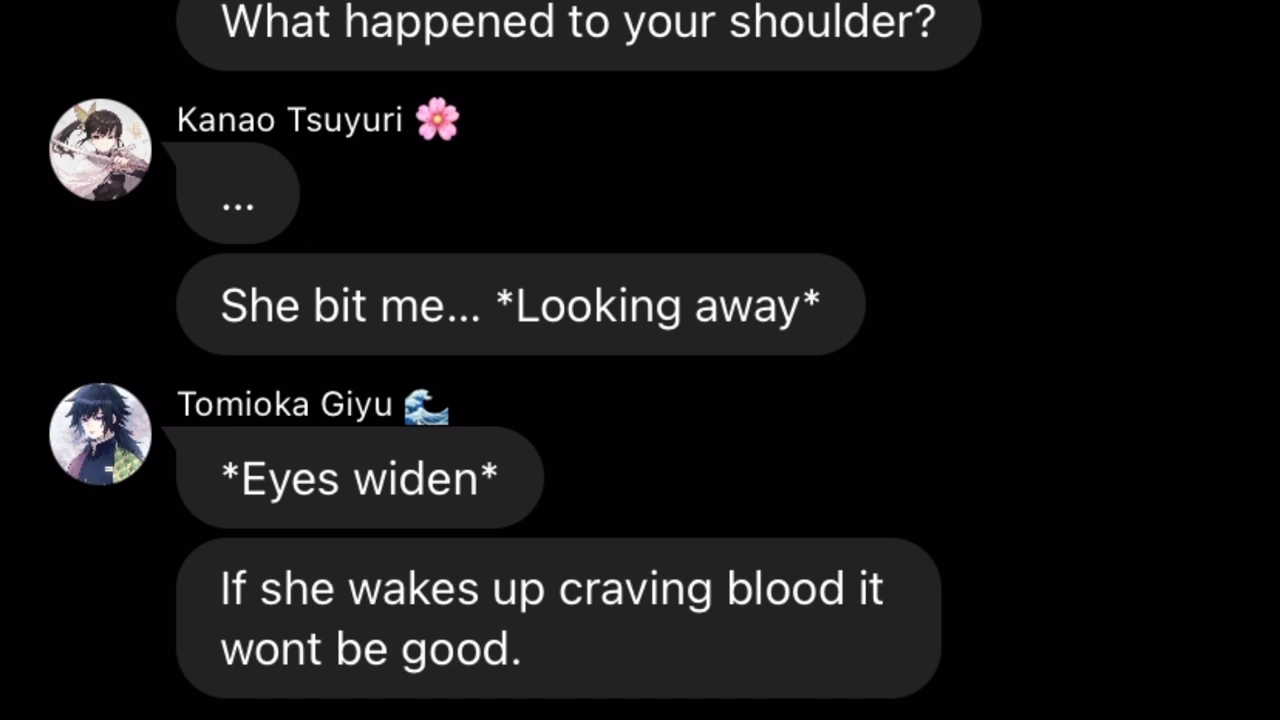 What happened to your shoulder?
Kanao Tsuyuri 🌸
...
She bit me... *Looking away*
Tomioka Giyu 🌊
*Eyes widen*
If she wakes up craving blood it
wont be good.